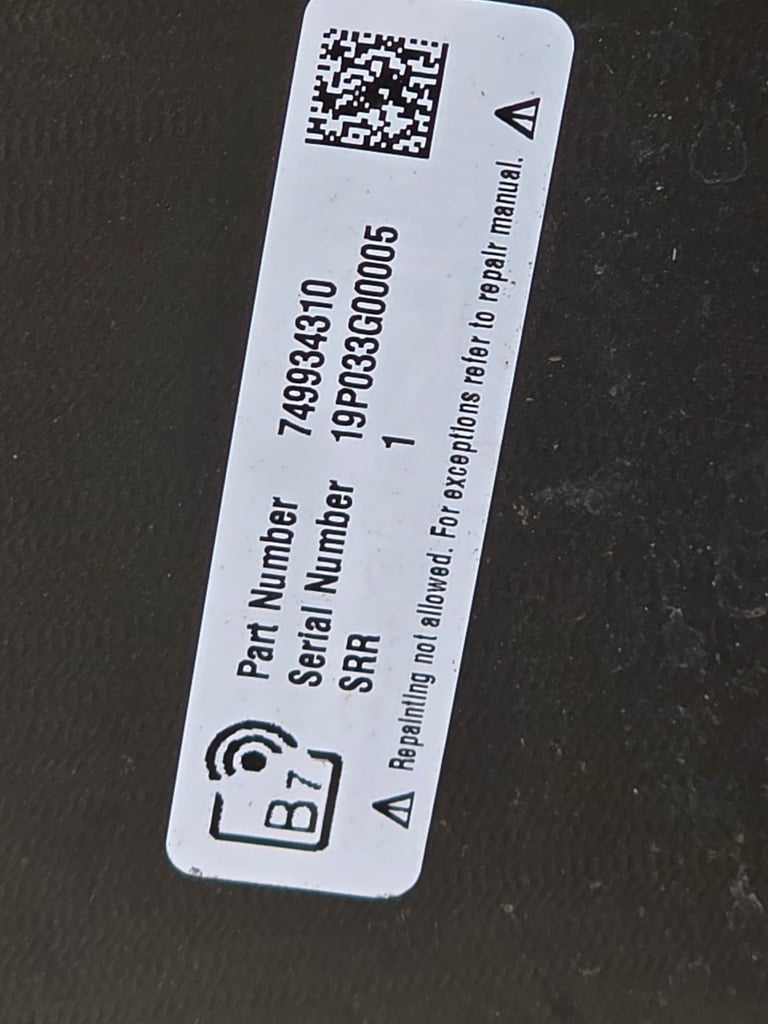 B7
Part Number 749934310
Serial Number 19P033G00005
SRR 1
Repainting not allowed. For exceptions refer to repair manual.